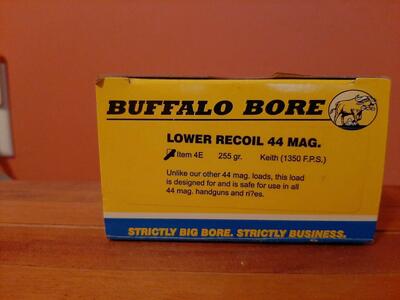 BUFFALO BORE
LOWER RECOIL 44 MAG.
Item 4E 255 gr. Keith (1350 F.P.S.)
Unlike our other 44 mag. loads, this load
is designed for and is safe for use in all
44 mag. handguns and ri?es.
STRICTLY BIG BORE. STRICTLY BUSINESS.